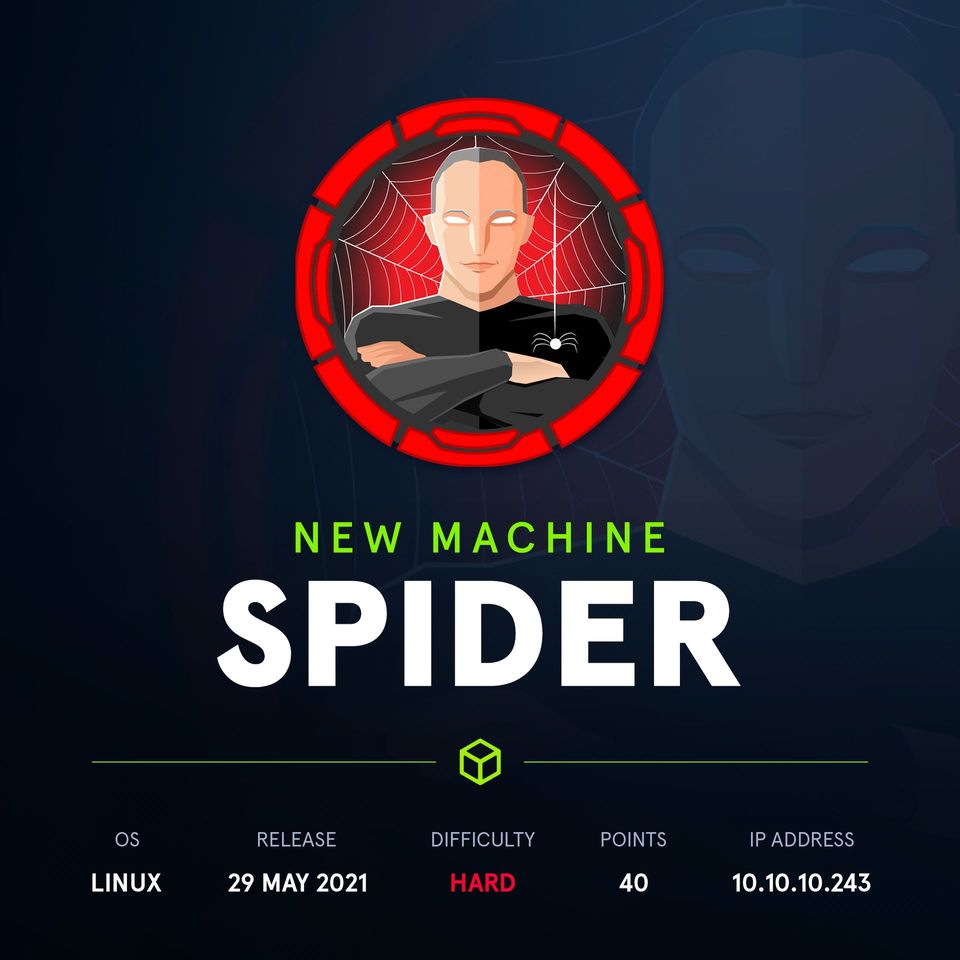 NEW MACHINE
SPIDER
OS RELEASE DIFFICULTY POINTS IP ADDRESS
LINUX 29 MAY 2021 HARD 40 10.10.10.243